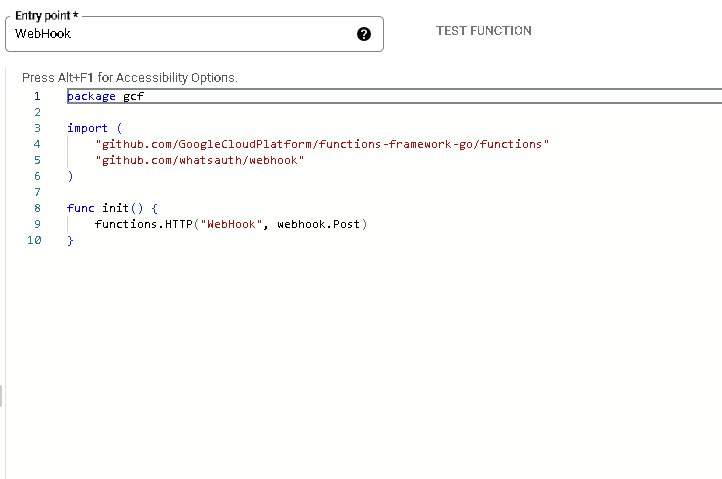 Entry point *
WebHook
TEST FUNCTION
Press Alt+F1 for Accessibility Options.
1 package gcf
2
3 import (
4 "github.com/GoogleCloudPlatform/functions-framework-go/functions"
5 "github.com/whatsauth/webhook"
6 )
7
8 func init() {
9 functions.HTTP("WebHook", webhook.Post)
10 }